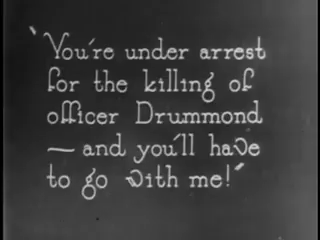 "You're under arrest
for the killing of
officer Drummond
— and you'll have
to go with me!"